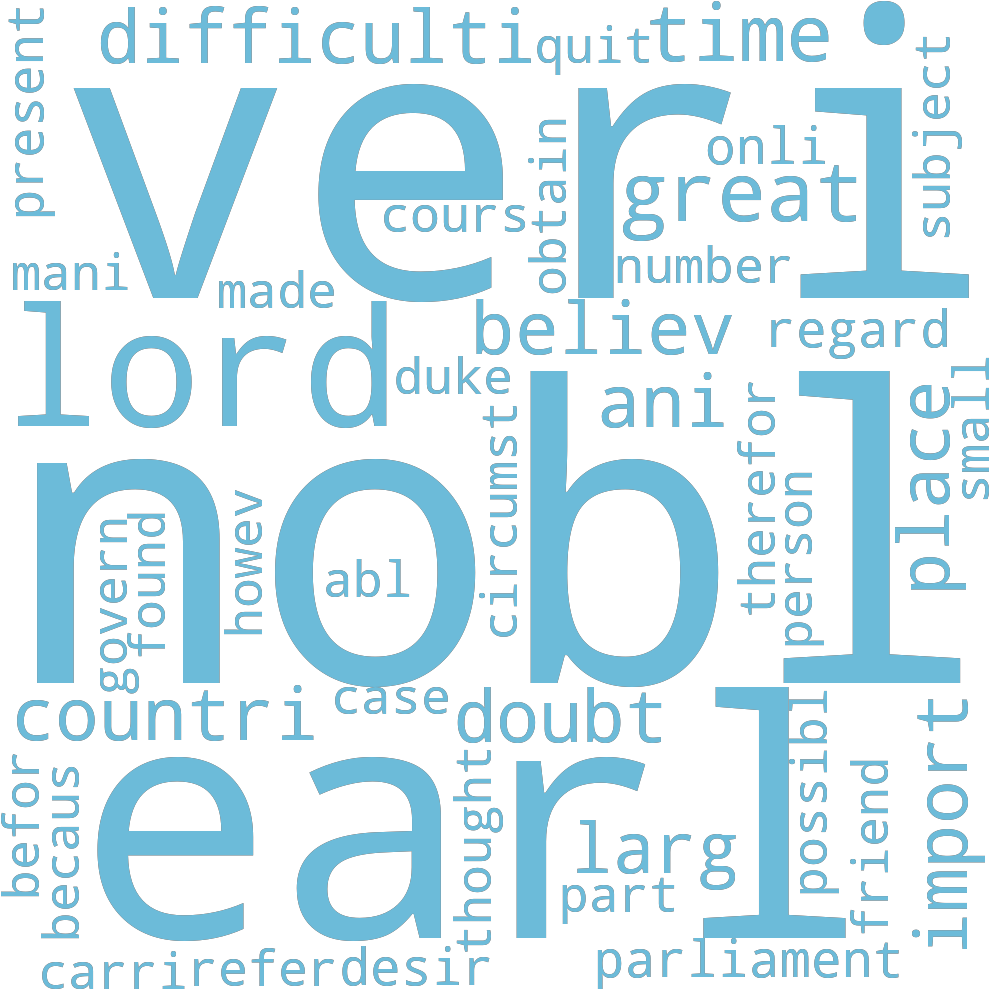 difficulti
quit
time
present
veri
subject
onli
great
obtain
cours
number
mani
made
lord
believ
regard
duke
ani
small
place
nobl
circumst
therefor
person
howev
found
govern
abl
case
countri
doubt
earl
possibl
import
befor
becaus
thought
larg
friend
part
carri
refer
desir
parliament